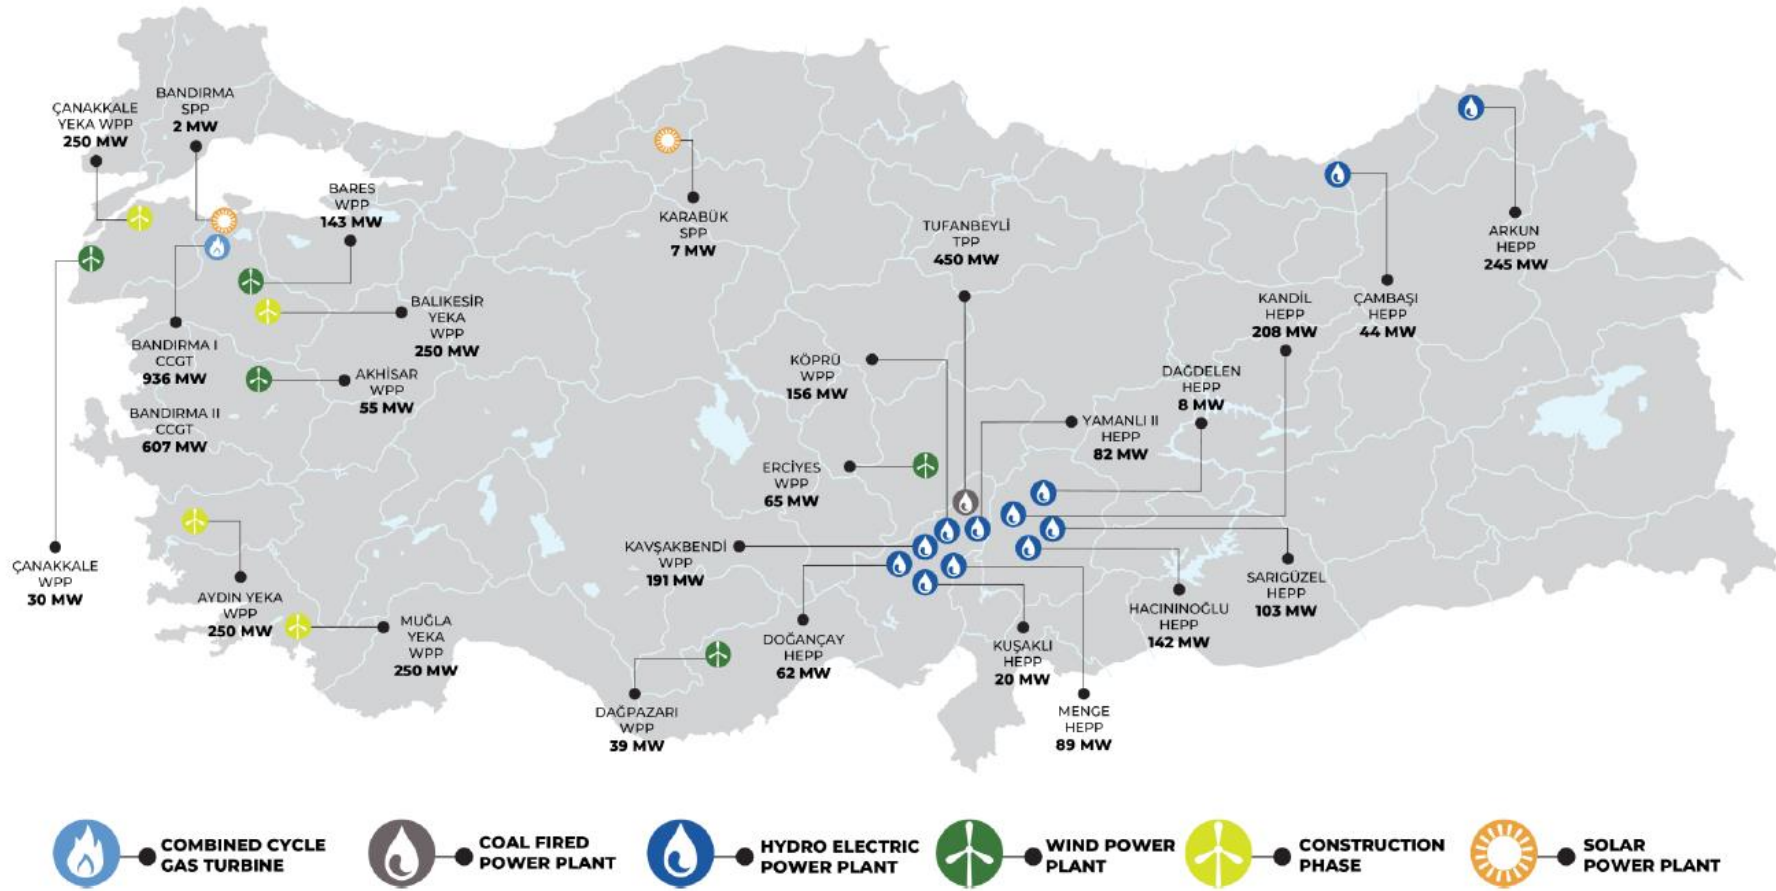 ÇANAKKALE
YEKA WPP
250 MW
BANDIRMA
SPP
2 MW
BARES
WPP
143 MW
KARABÜK
SPP
7 MW
TUFANBEYLİ
TPP
450 MW
ARKUN
HEPP
245 MW
KANDİL
HEPP
208 MW
ÇAMBAŞI
HEPP
44 MW
BALIKESİR
YEKA
WPP
250 MW
BANDIRMA I
CCGT
936 MW
AKHİSAR
WPP
55 MW
BANDIRMA II
CCGT
607 MW
KÖPRÜ
WPP
156 MW
DAĞDELEN
HEPP
8 MW
YAMANLI II
HEPP
82 MW
ERCİYES
WPP
65 MW
KAVŞAKBENDİ
WPP
191 MW
ÇANAKKALE
WPP
30 MW
AYDIN YEKA
WPP
250 MW
MUĞLA
YEKA
WPP
250 MW
SARIGÜZEL
HEPP
103 MW
HACININOĞLU
HEPP
142 MW
DOĞANÇAY
HEPP
62 MW
KUŞAKLI
HEPP
20 MW
DAĞPAZARI
WPP
39 MW
MENGE
HEPP
89 MW
COMBINED CYCLE
GAS TURBINE
COAL FIRED
POWER PLANT
HYDRO ELECTRIC
POWER PLANT
WIND POWER
PLANT
CONSTRUCTION
PHASE
SOLAR
POWER PLANT